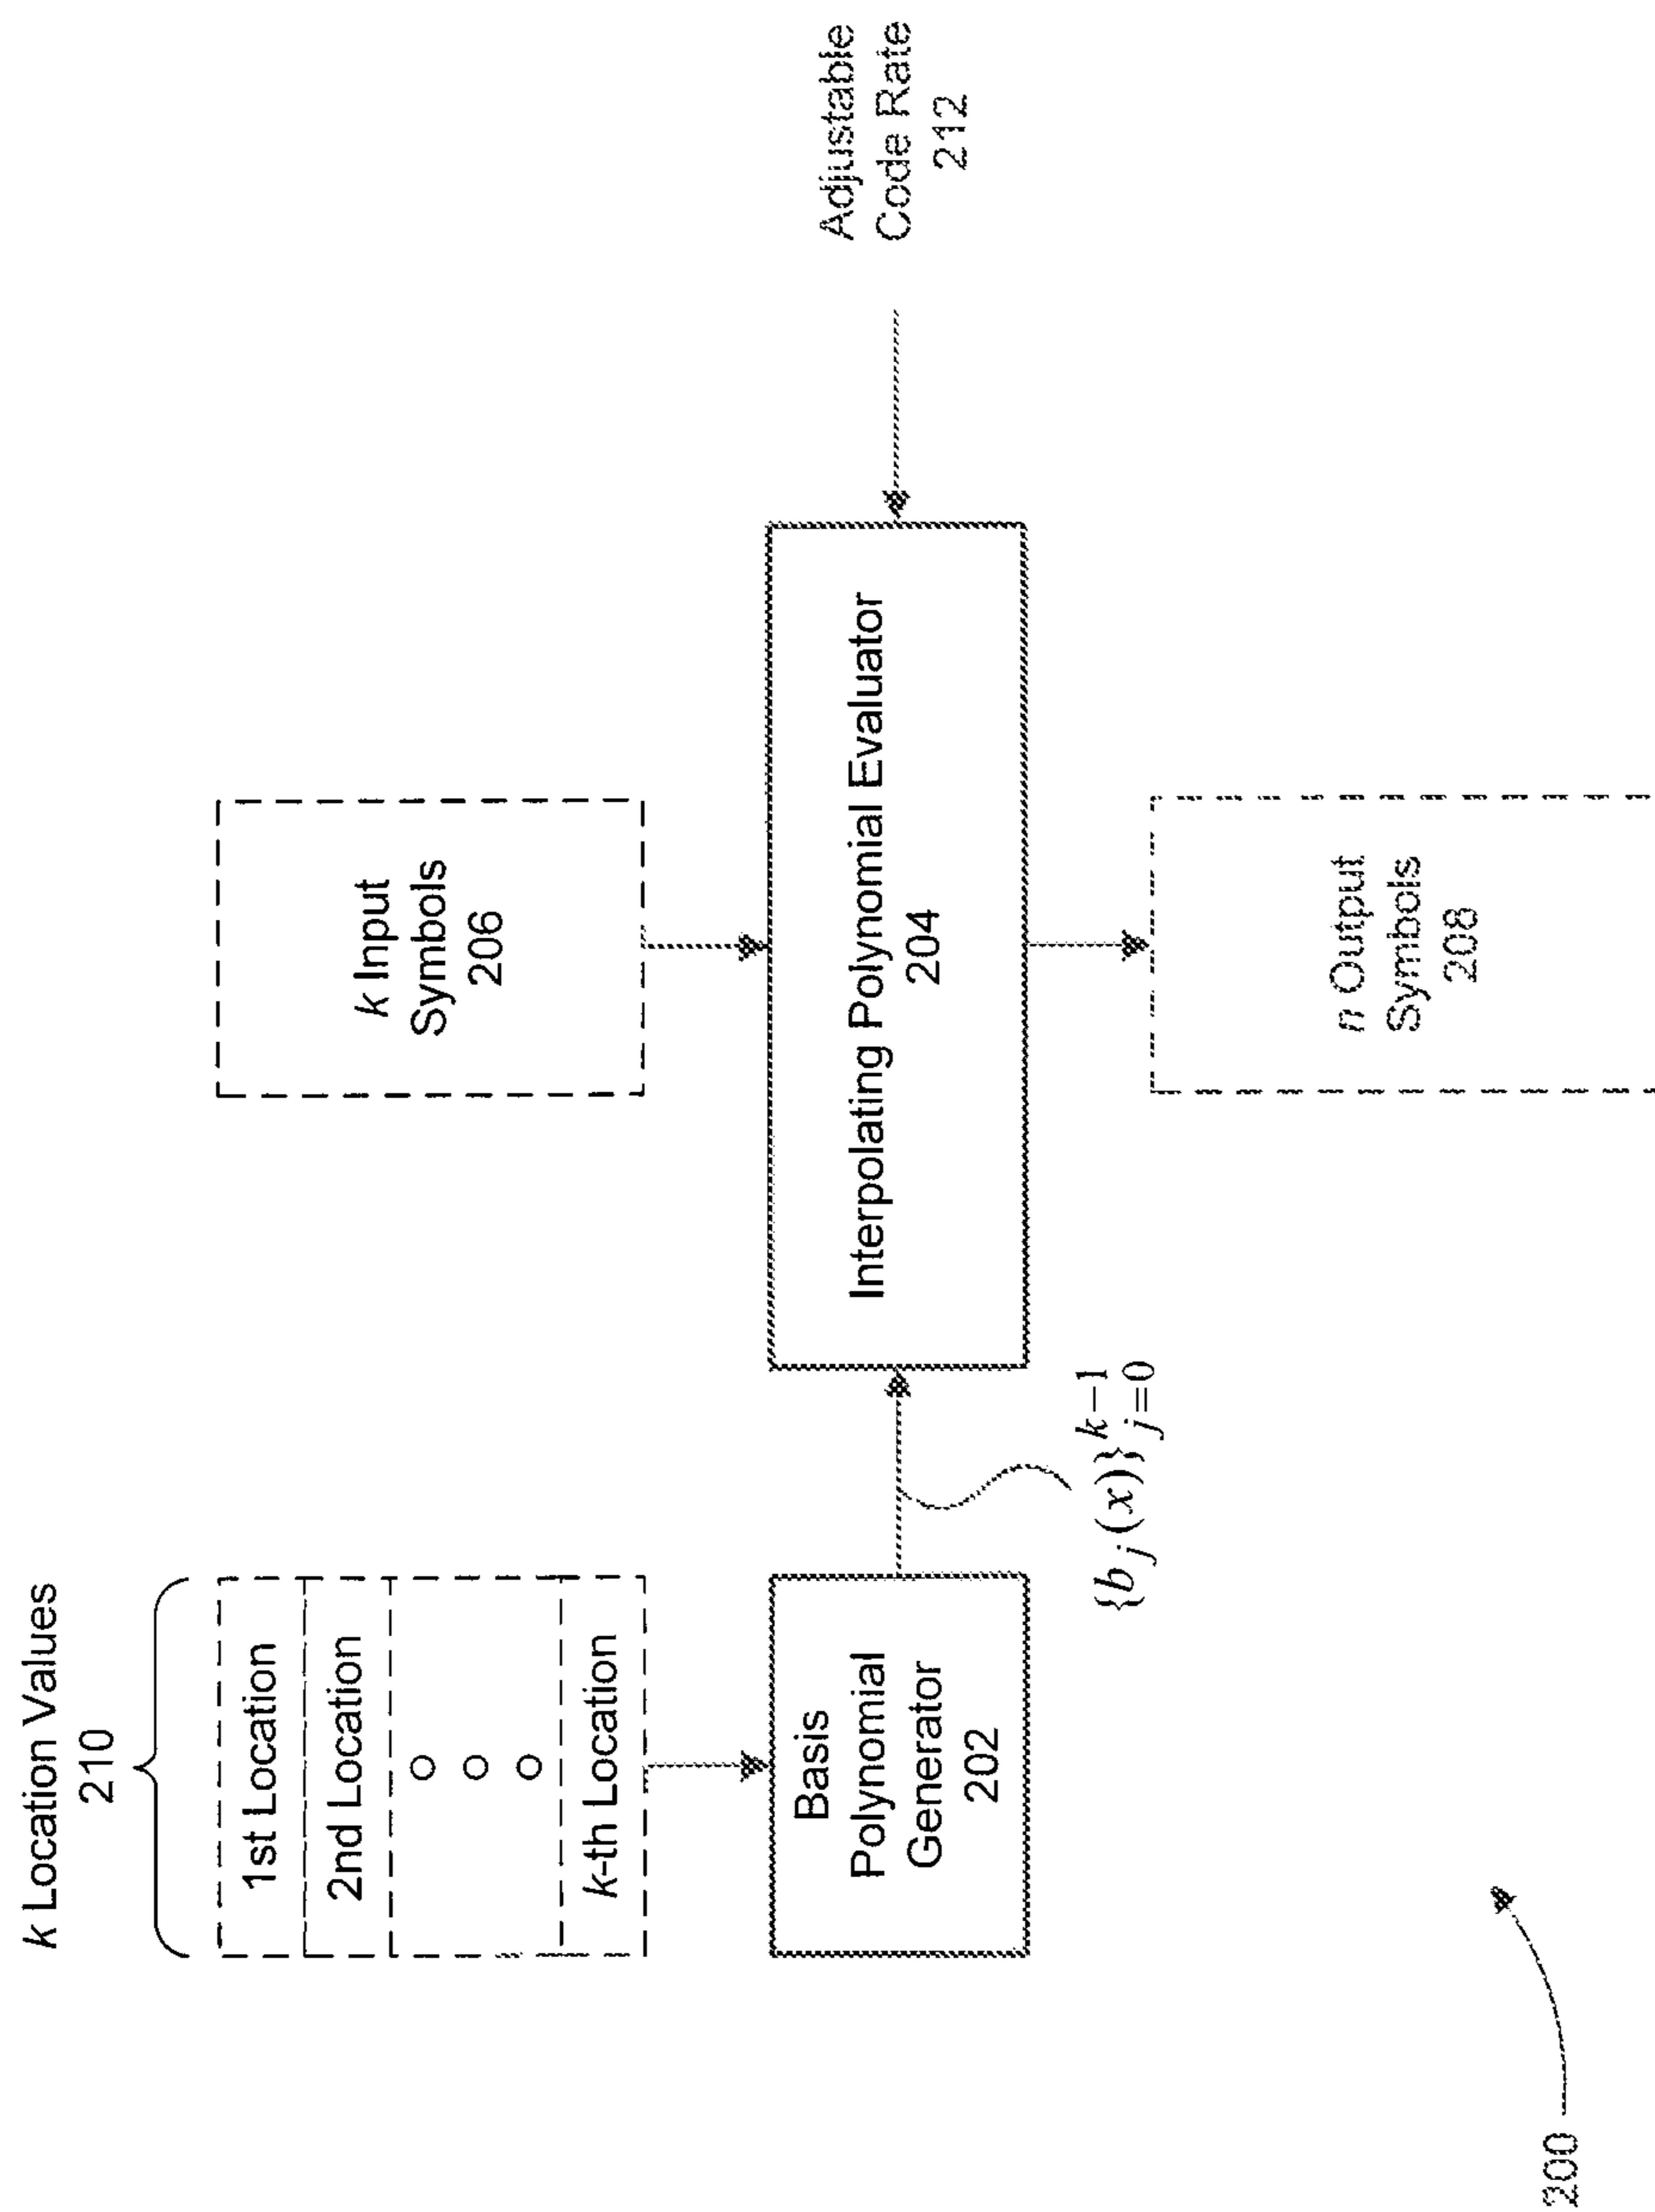 k Location Values
210
1st Location
2nd Location
k-th Location
k Input
Symbols
206
Basis
Polynomial
Generator
202
{b_j(x)}_{j=0}^{k-1}
Interpolating Polynomial Evaluator
204
Adjustable
Code Rate
212
n Output
Symbols
208
200